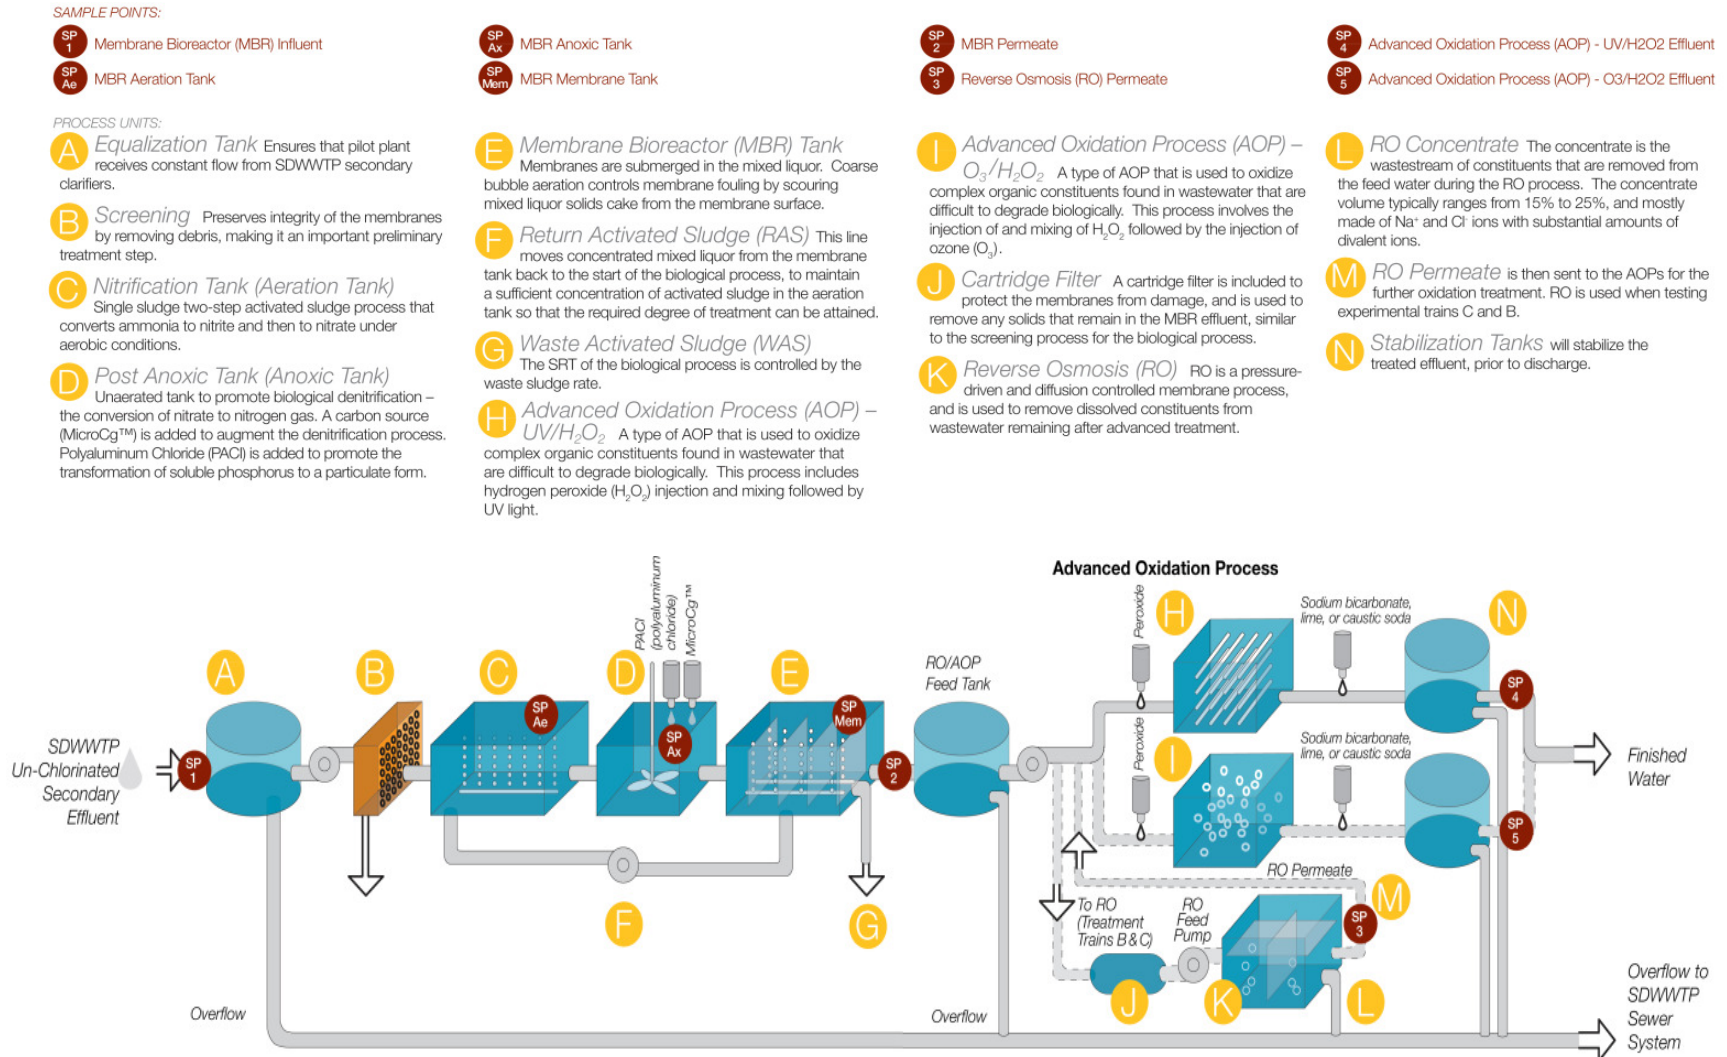 SAMPLE POINTS:
SP 1 Membrane Bioreactor (MBR) Influent
SP Ae MBR Aeration Tank
SP Ax MBR Anoxic Tank
SP Mem MBR Membrane Tank
SP 2 MBR Permeate
SP 3 Reverse Osmosis (RO) Permeate
SP 4 Advanced Oxidation Process (AOP) - UV/H2O2 Effluent
SP 5 Advanced Oxidation Process (AOP) - O3/H2O2 Effluent
PROCESS UNITS:
A Equalization Tank Ensures that pilot plant
receives constant flow from SDWWTP secondary
clarifiers.
B Screening Preserves integrity of the membranes
by removing debris, making it an important preliminary
treatment step.
C Nitrification Tank (Aeration Tank)
Single sludge two-step activated sludge process that
converts ammonia to nitrite and then to nitrate under
aerobic conditions.
D Post Anoxic Tank (Anoxic Tank)
Unaerated tank to promote biological denitrification –
the conversion of nitrate to nitrogen gas. A carbon source
(MicroCg™) is added to augment the denitrification process.
Polyaluminum Chloride (PACl) is added to promote the
transformation of soluble phosphorus to a particulate form.
E Membrane Bioreactor (MBR) Tank
Membranes are submerged in the mixed liquor. Coarse
bubble aeration controls membrane fouling by scouring
mixed liquor solids cake from the membrane surface.
F Return Activated Sludge (RAS) This line
moves concentrated mixed liquor from the membrane
tank back to the start of the biological process, to maintain
a sufficient concentration of activated sludge in the aeration
tank so that the required degree of treatment can be attained.
G Waste Activated Sludge (WAS)
The SRT of the biological process is controlled by the
waste sludge rate.
H Advanced Oxidation Process (AOP) –
UV/H₂O₂ A type of AOP that is used to oxidize
complex organic constituents found in wastewater that
are difficult to degrade biologically. This process includes
hydrogen peroxide (H₂O₂) injection and mixing followed by
UV light.
I Advanced Oxidation Process (AOP) –
O₃/H₂O₂ A type of AOP that is used to oxidize
complex organic constituents found in wastewater that are
difficult to degrade biologically. This process involves the
injection of and mixing of H₂O₂ followed by the injection of
ozone (O₃).
J Cartridge Filter A cartridge filter is included to
protect the membranes from damage, and is used to
remove any solids that remain in the MBR effluent, similar
to the screening process for the biological process.
K Reverse Osmosis (RO) RO is a pressure-
driven and diffusion controlled membrane process,
and is used to remove dissolved constituents from
wastewater remaining after advanced treatment.
L RO Concentrate The concentrate is the
wastestream of constituents that are removed from
the feed water during the RO process. The concentrate
volume typically ranges from 15% to 25%, and mostly
made of Na⁺ and Cl⁻ ions with substantial amounts of
divalent ions.
M RO Permeate is then sent to the AOPs for the
further oxidation treatment. RO is used when testing
experimental trains C and B.
N Stabilization Tanks will stabilize the
treated effluent, prior to discharge.
Advanced Oxidation Process
SDWWTP
Un-Chlorinated
Secondary
Effluent
SP 1
A
B
C
SP Ae
D
PACl
(polyaluminum
chloride)
MicroCg™
SP Ax
E
SP Mem
F
G
SP 2
RO/AOP
Feed Tank
H
Peroxide
Sodium bicarbonate,
lime, or caustic soda
N
SP 4
I
Peroxide
Sodium bicarbonate,
lime, or caustic soda
SP 5
Finished
Water
RO Permeate
M
SP 3
To RO
(Treatment
Trains B & C)
RO
Feed
Pump
J
K
L
Overflow
Overflow
Overflow to
SDWWTP
Sewer
System